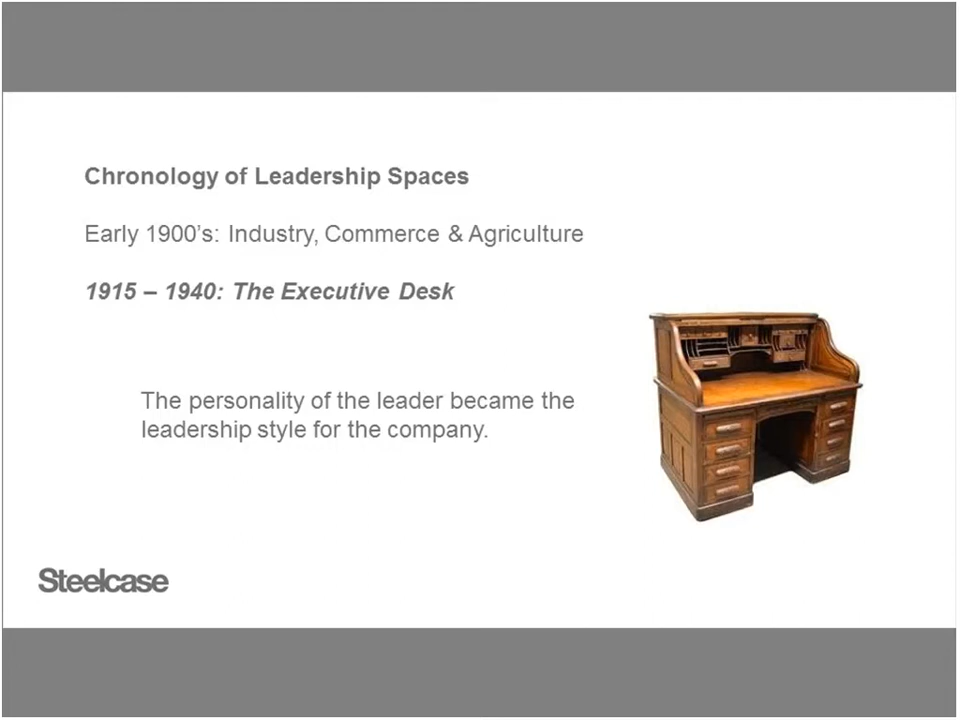 Chronology of Leadership Spaces
Early 1900’s: Industry, Commerce & Agriculture
1915 – 1940: The Executive Desk
The personality of the leader became the
leadership style for the company.
Steelcase